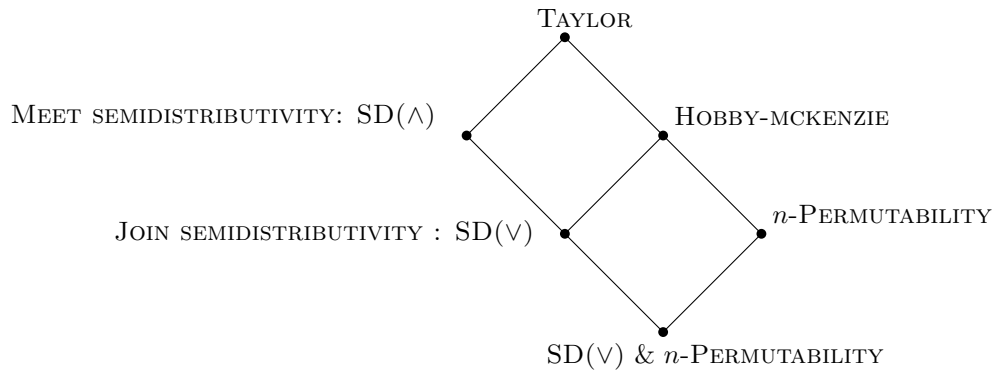 TAYLOR
MEET SEMIDISTRIBUTIVITY: SD(∧)
HOBBY-MCKENZIE
n-PERMUTABILITY
JOIN SEMIDISTRIBUTIVITY : SD(∨)
SD(∨) & n-PERMUTABILITY